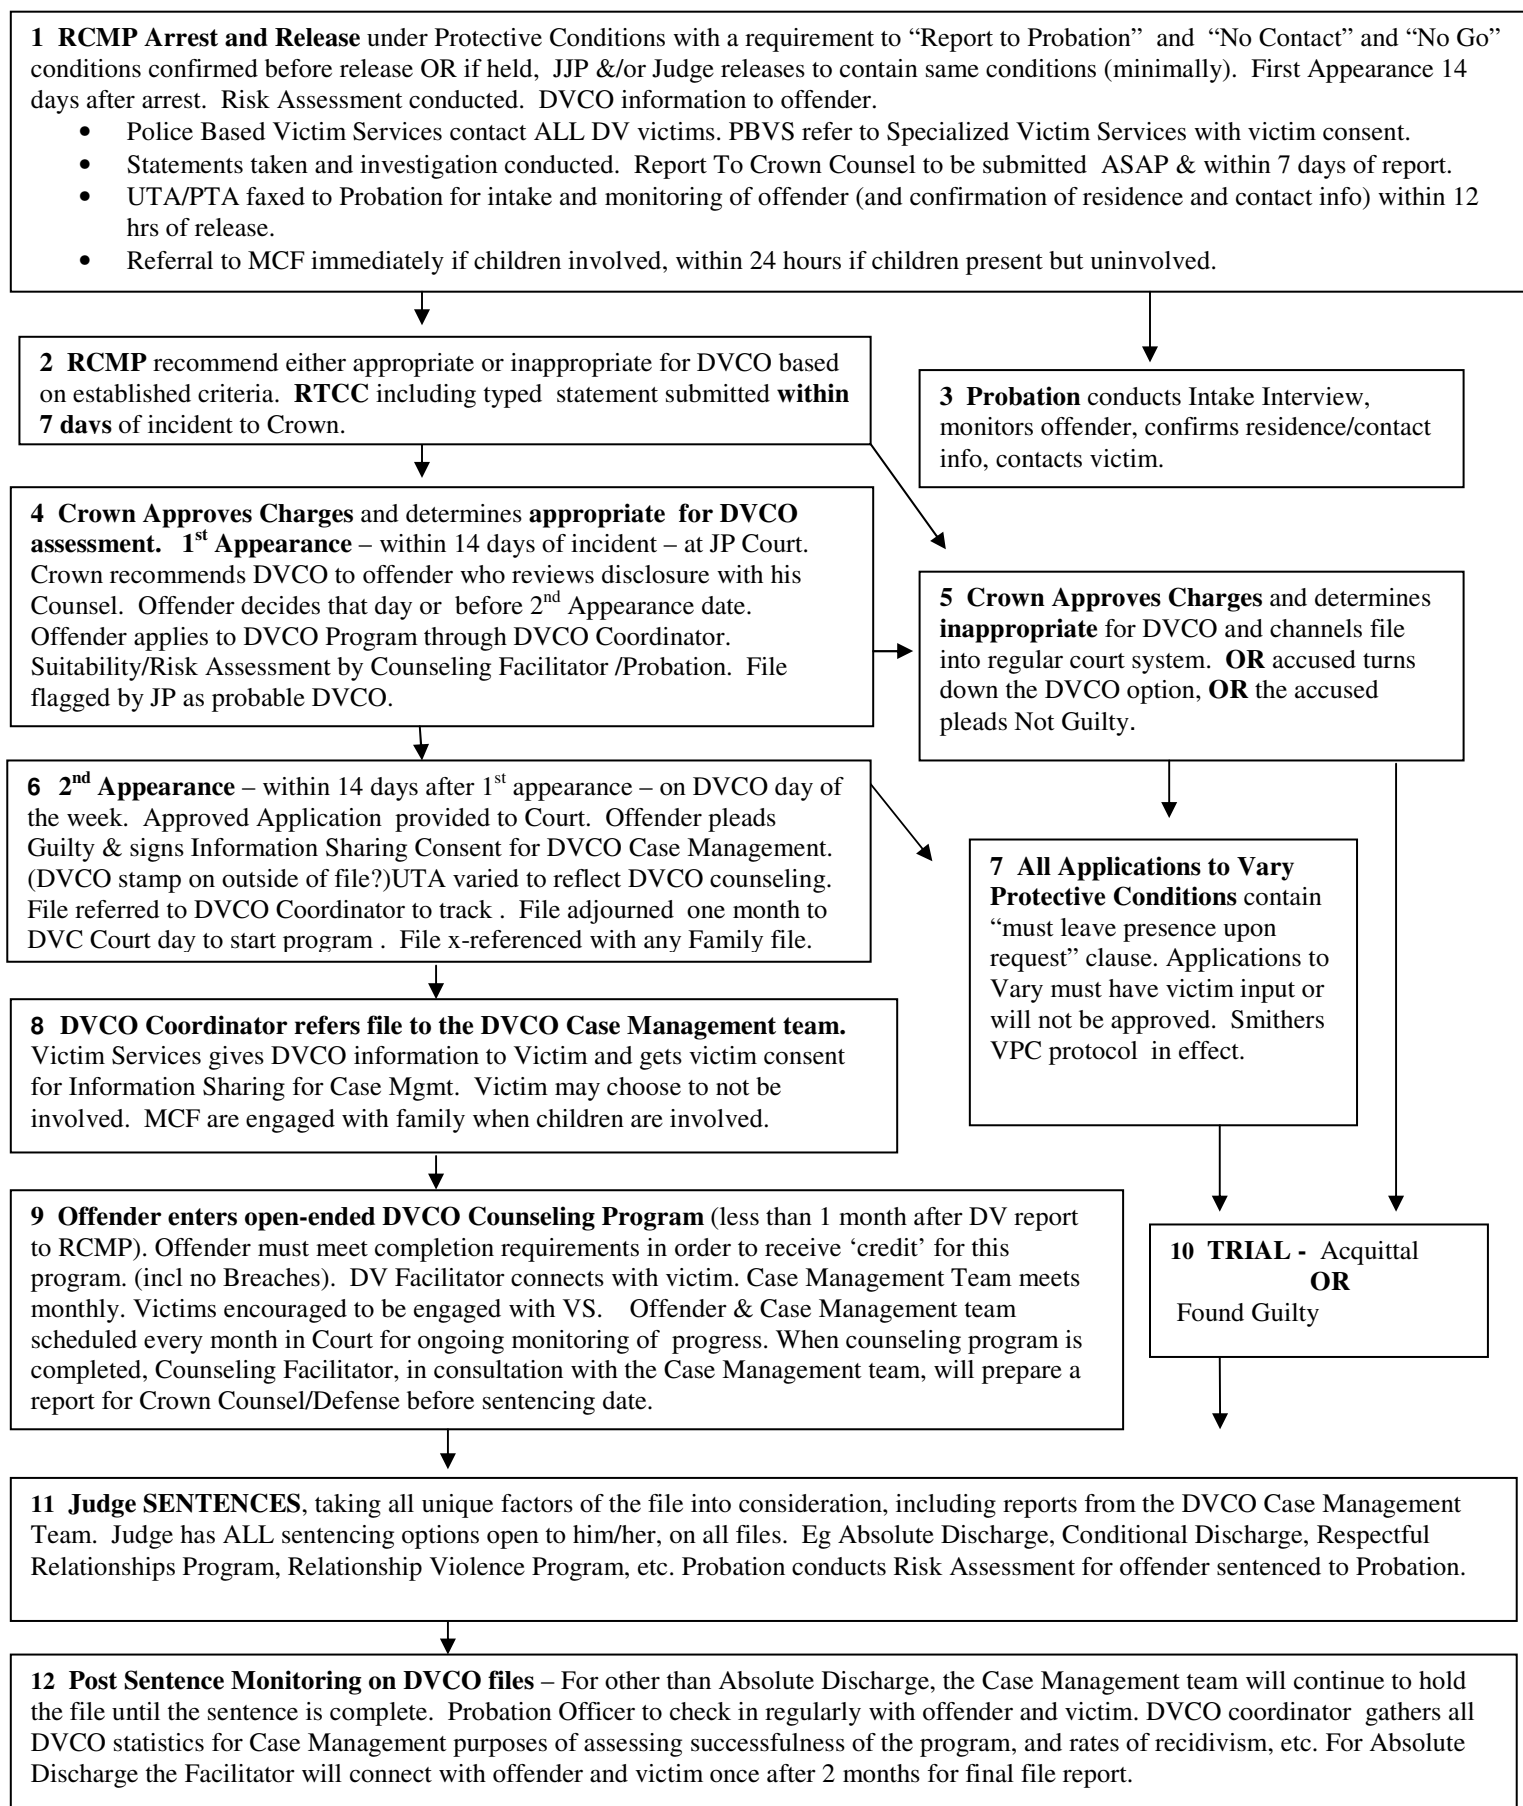 1 RCMP Arrest and Release under Protective Conditions with a requirement to “Report to Probation” and “No Contact” and “No Go”
conditions confirmed before release OR if held, JJP &/or Judge releases to contain same conditions (minimally). First Appearance 14
days after arrest. Risk Assessment conducted. DVCO information to offender.
• Police Based Victim Services contact ALL DV victims. PBVS refer to Specialized Victim Services with victim consent.
• Statements taken and investigation conducted. Report To Crown Counsel to be submitted ASAP & within 7 days of report.
• UTA/PTA faxed to Probation for intake and monitoring of offender (and confirmation of residence and contact info) within 12
hrs of release.
• Referral to MCF immediately if children involved, within 24 hours if children present but uninvolved.
2 RCMP recommend either appropriate or inappropriate for DVCO based
on established criteria. RTCC including typed statement submitted within
7 days of incident to Crown.
3 Probation conducts Intake Interview,
monitors offender, confirms residence/contact
info, contacts victim.
4 Crown Approves Charges and determines appropriate for DVCO
assessment. 1st Appearance – within 14 days of incident – at JP Court.
Crown recommends DVCO to offender who reviews disclosure with his
Counsel. Offender decides that day or before 2nd Appearance date.
Offender applies to DVCO Program through DVCO Coordinator.
Suitability/Risk Assessment by Counseling Facilitator /Probation. File
flagged by JP as probable DVCO.
5 Crown Approves Charges and determines
inappropriate for DVCO and channels file
into regular court system. OR accused turns
down the DVCO option, OR the accused
pleads Not Guilty.
6 2nd Appearance – within 14 days after 1st appearance – on DVCO day of
the week. Approved Application provided to Court. Offender pleads
Guilty & signs Information Sharing Consent for DVCO Case Management.
(DVCO stamp on outside of file?)UTA varied to reflect DVCO counseling.
File referred to DVCO Coordinator to track . File adjourned one month to
DVC Court day to start program . File x-referenced with any Family file.
7 All Applications to Vary
Protective Conditions contain
“must leave presence upon
request” clause. Applications to
Vary must have victim input or
will not be approved. Smithers
VPC protocol in effect.
8 DVCO Coordinator refers file to the DVCO Case Management team.
Victim Services gives DVCO information to Victim and gets victim consent
for Information Sharing for Case Mgmt. Victim may choose to not be
involved. MCF are engaged with family when children are involved.
9 Offender enters open-ended DVCO Counseling Program (less than 1 month after DV report
to RCMP). Offender must meet completion requirements in order to receive ‘credit’ for this
program. (incl no Breaches). DV Facilitator connects with victim. Case Management Team meets
monthly. Victims encouraged to be engaged with VS. Offender & Case Management team
scheduled every month in Court for ongoing monitoring of progress. When counseling program is
completed, Counseling Facilitator, in consultation with the Case Management team, will prepare a
report for Crown Counsel/Defense before sentencing date.
10 TRIAL - Acquittal
OR
Found Guilty
11 Judge SENTENCES, taking all unique factors of the file into consideration, including reports from the DVCO Case Management
Team. Judge has ALL sentencing options open to him/her, on all files. Eg Absolute Discharge, Conditional Discharge, Respectful
Relationships Program, Relationship Violence Program, etc. Probation conducts Risk Assessment for offender sentenced to Probation.
12 Post Sentence Monitoring on DVCO files – For other than Absolute Discharge, the Case Management team will continue to hold
the file until the sentence is complete. Probation Officer to check in regularly with offender and victim. DVCO coordinator gathers all
DVCO statistics for Case Management purposes of assessing successfulness of the program, and rates of recidivism, etc. For Absolute
Discharge the Facilitator will connect with offender and victim once after 2 months for final file report.